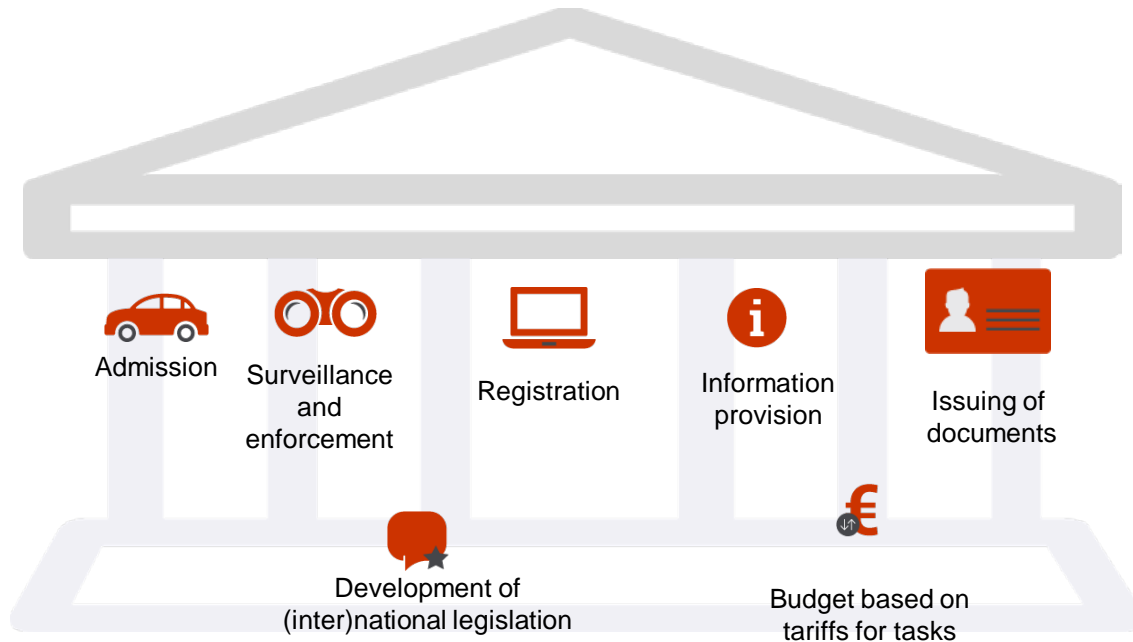 Admission
Surveillance
and
enforcement
Registration
Information
provision
Issuing of
documents
Development of
(inter)national legislation
€
Budget based on
tariffs for tasks